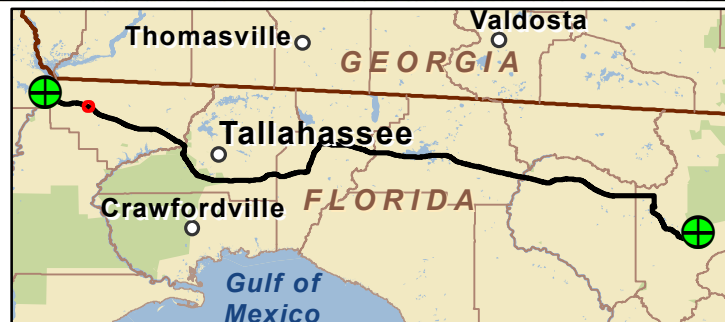 Valdosta
Thomasville
GEORGIA
Tallahassee
FLORIDA
Crawfordville
Gulf of
Mexico